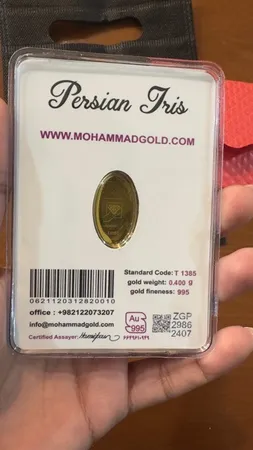 Persian Iris
WWW.MOHAMMADGOLD.COM
Standard Code: T 1385
gold weight: 0.400 g
gold fineness: 995
0621120312820010
office : +982122073207
info@mohammadgold.com
Certified Assayer:
Au
995
ZGP
2986
2407